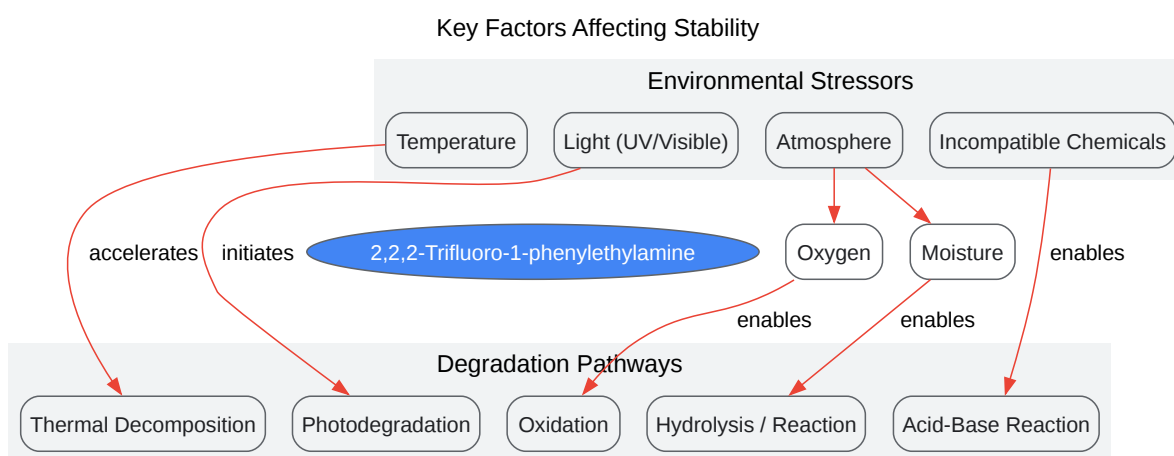 Key Factors Affecting Stability
Environmental Stressors
Temperature
Light (UV/Visible)
Atmosphere
Incompatible Chemicals
accelerates
initiates
2,2,2-Trifluoro-1-phenylethylamine
Oxygen
Moisture
enables
enables
enables
Degradation Pathways
Thermal Decomposition
Photodegradation
Oxidation
Hydrolysis / Reaction
Acid-Base Reaction